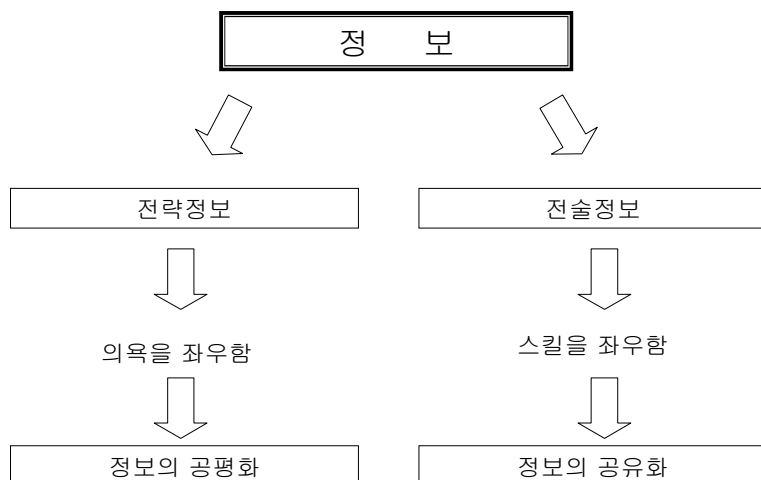 정 보
전략정보
전술정보
의욕을 좌우함
스킬을 좌우함
정보의 공평화
정보의 공유화